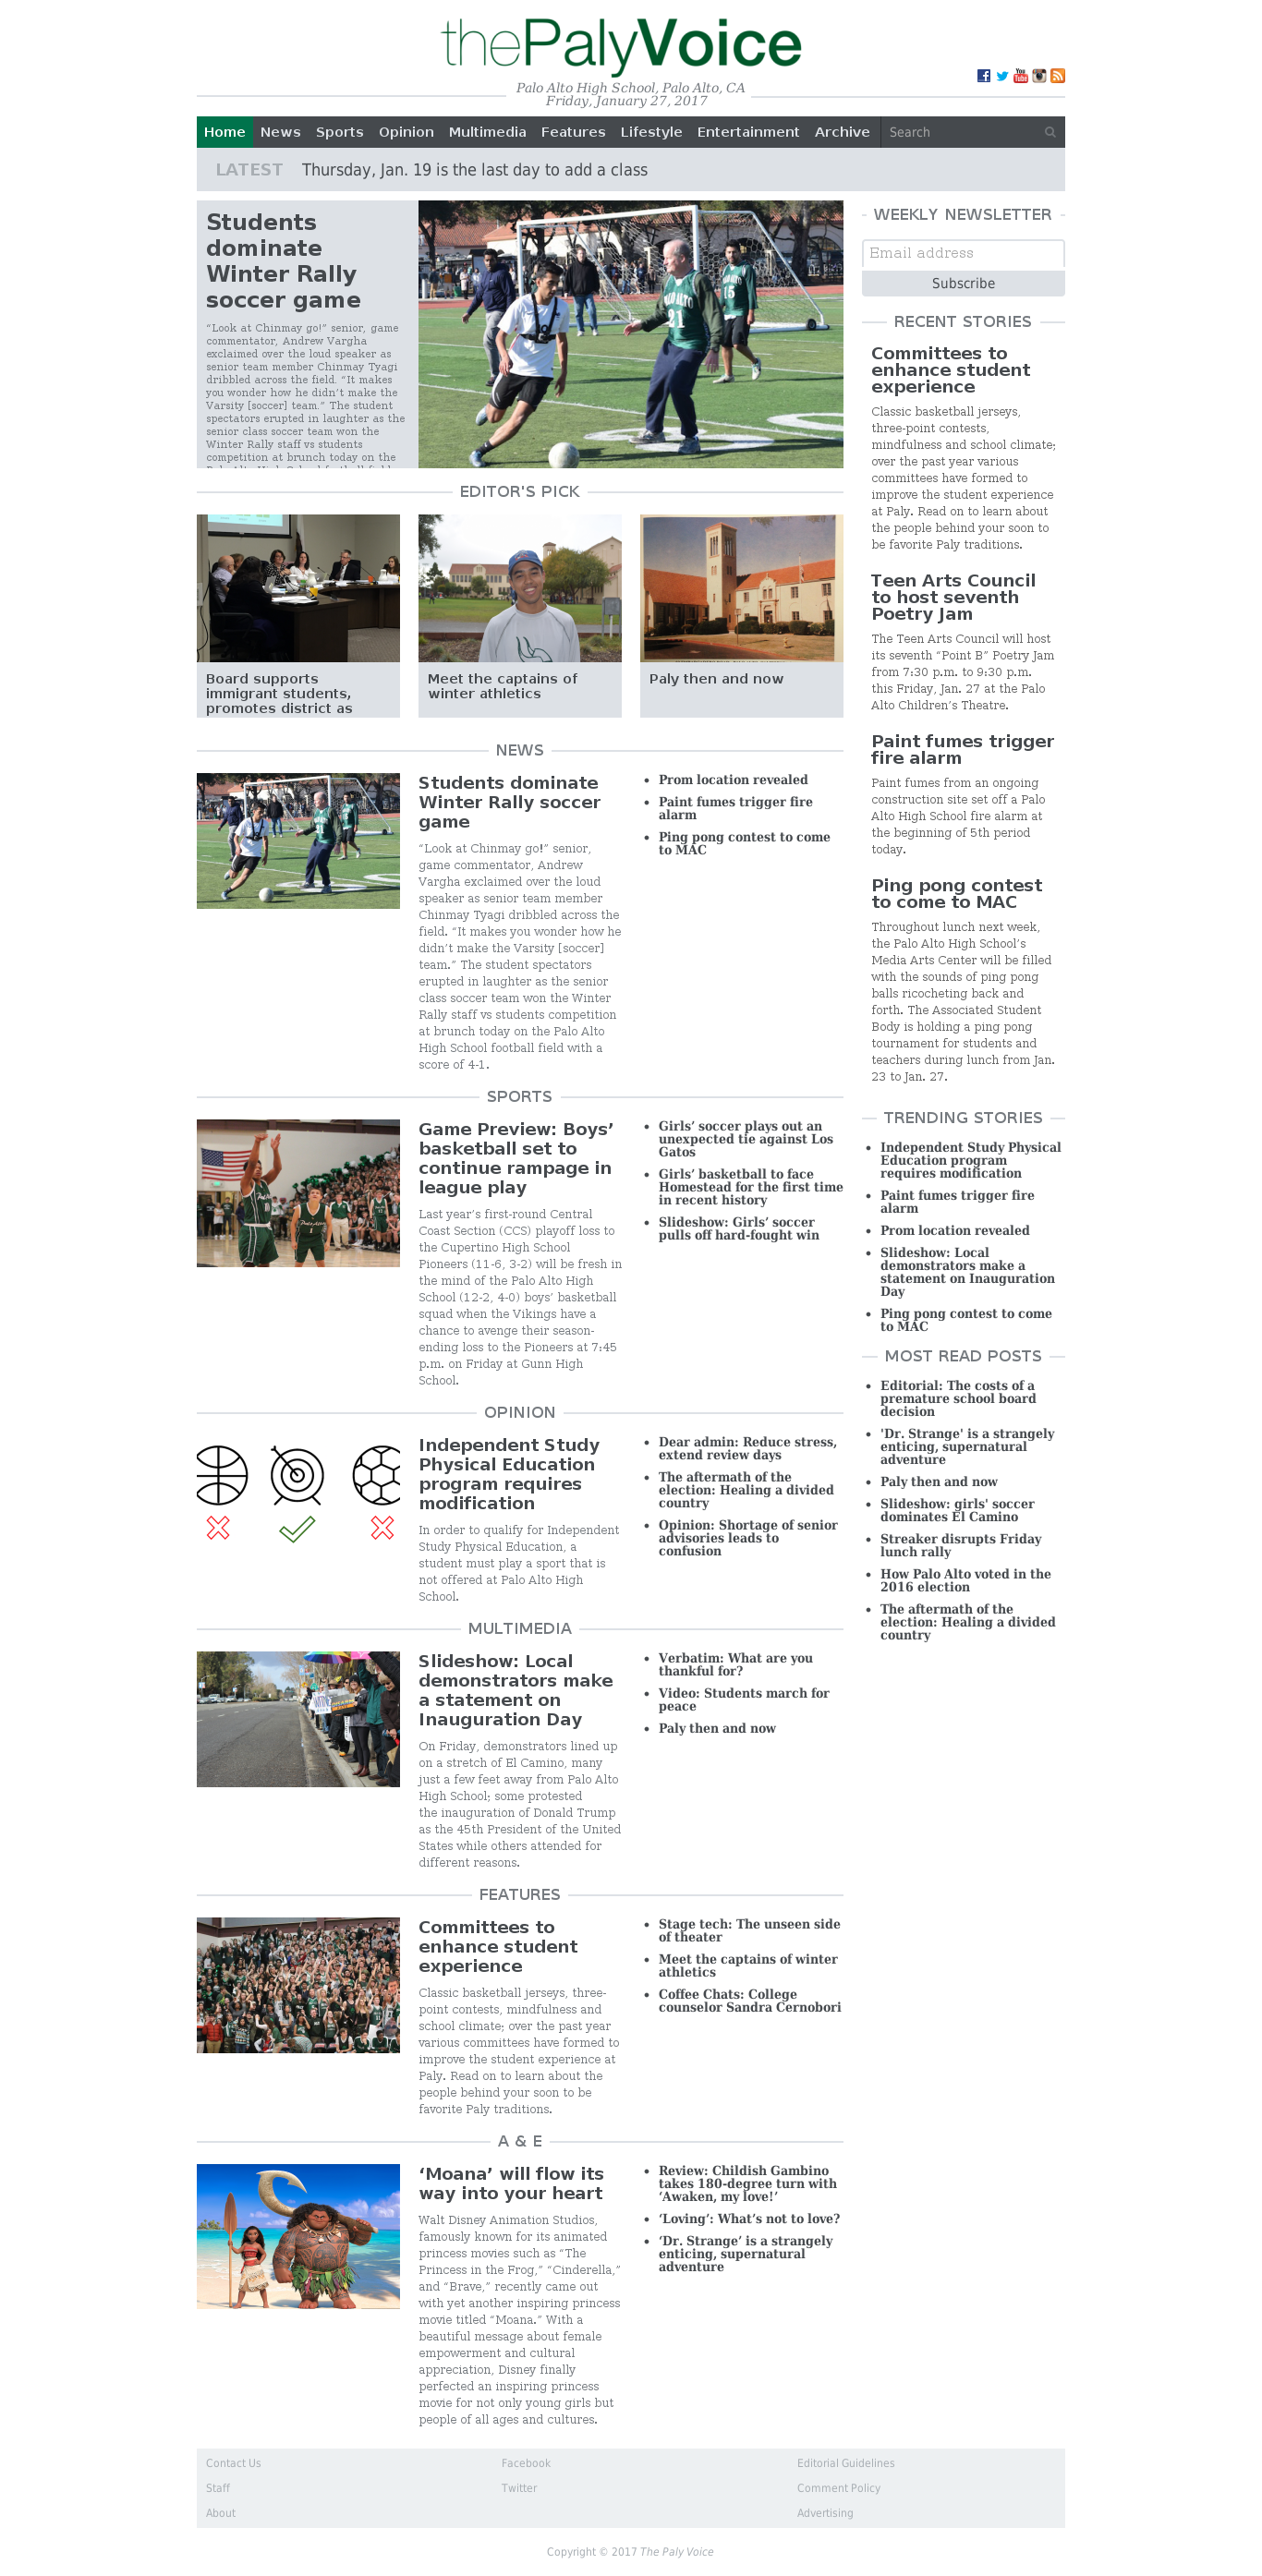 thePalyVoice
Palo Alto High School, Palo Alto, CA
Friday, January 27, 2017
Home News Sports Opinion Multimedia Features Lifestyle Entertainment Archive Search
LATEST Thursday, Jan. 19 is the last day to add a class
Students
dominate
Winter Rally
soccer game
“Look at Chinmay go!” senior, game
commentator, Andrew Vargha
exclaimed over the loud speaker as
senior team member Chinmay Tyagi
dribbled across the field. “It makes
you wonder how he didn’t make the
Varsity [soccer] team.” The student
spectators erupted in laughter as the
senior class soccer team won the
Winter Rally staff vs students
competition at brunch today on the
EDITOR'S PICK
Board supports
immigrant students,
promotes district as
Meet the captains of
winter athletics
Paly then and now
NEWS
Students dominate
Winter Rally soccer
game
“Look at Chinmay go!” senior,
game commentator, Andrew
Vargha exclaimed over the loud
speaker as senior team member
Chinmay Tyagi dribbled across the
field. “It makes you wonder how he
didn’t make the Varsity [soccer]
team.” The student spectators
erupted in laughter as the senior
class soccer team won the Winter
Rally staff vs students competition
at brunch today on the Palo Alto
High School football field with a
score of 4-1.
• Prom location revealed
• Paint fumes trigger fire
alarm
• Ping pong contest to come
to MAC
SPORTS
Game Preview: Boys’
basketball set to
continue rampage in
league play
Last year’s first-round Central
Coast Section (CCS) playoff loss to
the Cupertino High School
Pioneers (11-6, 3-2) will be fresh in
the mind of the Palo Alto High
School (12-2, 4-0) boys’ basketball
squad when the Vikings have a
chance to avenge their season-
ending loss to the Pioneers at 7:45
p.m. on Friday at Gunn High
School.
• Girls’ soccer plays out an
unexpected tie against Los
Gatos
• Girls’ basketball to face
Homestead for the first time
in recent history
• Slideshow: Girls’ soccer
pulls off hard-fought win
OPINION
Independent Study
Physical Education
program requires
modification
In order to qualify for Independent
Study Physical Education, a
student must play a sport that is
not offered at Palo Alto High
School.
• Dear admin: Reduce stress,
extend review days
• The aftermath of the
election: Healing a divided
country
• Opinion: Shortage of senior
advisories leads to
confusion
MULTIMEDIA
Slideshow: Local
demonstrators make
a statement on
Inauguration Day
On Friday, demonstrators lined up
on a stretch of El Camino, many
just a few feet away from Palo Alto
High School; some protested
the inauguration of Donald Trump
as the 45th President of the United
States while others attended for
different reasons.
• Verbatim: What are you
thankful for?
• Video: Students march for
peace
• Paly then and now
FEATURES
Committees to
enhance student
experience
Classic basketball jerseys, three-
point contests, mindfulness and
school climate; over the past year
various committees have formed to
improve the student experience at
Paly. Read on to learn about the
people behind your soon to be
favorite Paly traditions.
• Stage tech: The unseen side
of theater
• Meet the captains of winter
athletics
• Coffee Chats: College
counselor Sandra Cernobori
A & E
‘Moana’ will flow its
way into your heart
Walt Disney Animation Studios,
famously known for its animated
princess movies such as “The
Princess in the Frog,” “Cinderella,”
and “Brave,” recently came out
with yet another inspiring princess
movie titled “Moana.” With a
beautiful message about female
empowerment and cultural
appreciation, Disney finally
perfected an inspiring princess
movie for not only young girls but
people of all ages and cultures.
• Review: Childish Gambino
takes 180-degree turn with
‘Awaken, my love!’
• ‘Loving’: What’s not to love?
• ‘Dr. Strange’ is a strangely
enticing, supernatural
adventure
WEEKLY NEWSLETTER
Email address
Subscribe
RECENT STORIES
Committees to
enhance student
experience
Classic basketball jerseys,
three-point contests,
mindfulness and school climate;
over the past year various
committees have formed to
improve the student experience
at Paly. Read on to learn about
the people behind your soon to
be favorite Paly traditions.
Teen Arts Council
to host seventh
Poetry Jam
The Teen Arts Council will host
its seventh “Point B” Poetry Jam
from 7:30 p.m. to 9:30 p.m.
this Friday, Jan. 27 at the Palo
Alto Children’s Theatre.
Paint fumes trigger
fire alarm
Paint fumes from an ongoing
construction site set off a Palo
Alto High School fire alarm at
the beginning of 5th period
today.
Ping pong contest
to come to MAC
Throughout lunch next week,
the Palo Alto High School’s
Media Arts Center will be filled
with the sounds of ping pong
balls ricocheting back and
forth. The Associated Student
Body is holding a ping pong
tournament for students and
teachers during lunch from Jan.
23 to Jan. 27.
TRENDING STORIES
• Independent Study Physical
Education program
requires modification
• Paint fumes trigger fire
alarm
• Prom location revealed
• Slideshow: Local
demonstrators make a
statement on Inauguration
Day
• Ping pong contest to come
to MAC
MOST READ POSTS
• Editorial: The costs of a
premature school board
decision
• 'Dr. Strange' is a strangely
enticing, supernatural
adventure
• Paly then and now
• Slideshow: girls' soccer
dominates El Camino
• Streaker disrupts Friday
lunch rally
• How Palo Alto voted in the
2016 election
• The aftermath of the
election: Healing a divided
country
Contact Us
Staff
About
Facebook
Twitter
Editorial Guidelines
Comment Policy
Advertising
Copyright © 2017 The Paly Voice